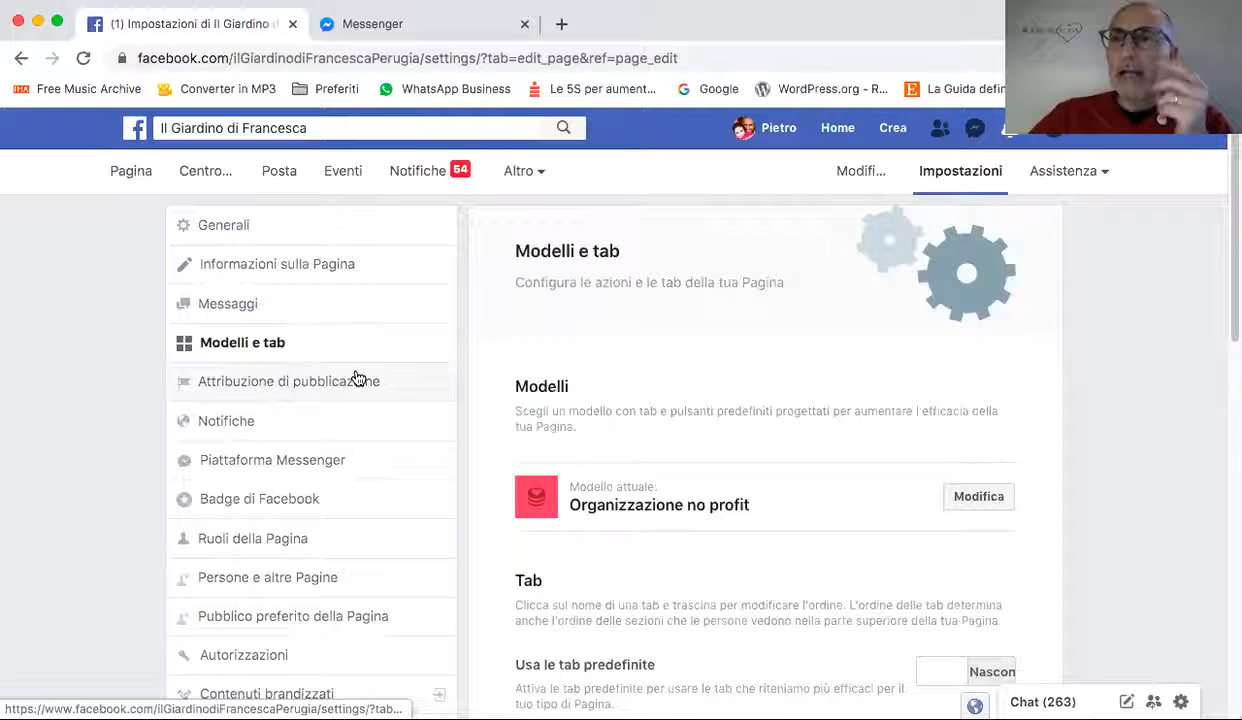 (1) Impostazioni di Il Giardino d
Messenger
facebook.com/ilGiardinodiFrancescaPerugia/settings/?tab=edit_page&ref=page_edit
Free Music Archive
Converter in MP3
Preferiti
WhatsApp Business
Le 5S per aument...
Google
WordPress.org - R...
La Guida defin
Il Giardino di Francesca
Pietro
Home
Crea
Pagina
Centro...
Posta
Eventi
Notifiche 54
Altro
Modifi...
Impostazioni
Assistenza
Generali
Informazioni sulla Pagina
Messaggi
Modelli e tab
Attribuzione di pubblicazione
Notifiche
Piattaforma Messenger
Badge di Facebook
Ruoli della Pagina
Persone e altre Pagine
Pubblico preferito della Pagina
Autorizzazioni
Contenuti brandizzati
Modelli e tab
Configura le azioni e le tab della tua Pagina
Modelli
Scegli un modello con tab e pulsanti predefiniti progettati per aumentare l'efficacia della
tua Pagina.
Modello attuale:
Organizzazione no profit
Modifica
Tab
Clicca sul nome di una tab e trascina per modificare l'ordine. L'ordine delle tab determina
anche l'ordine delle sezioni che le persone vedono nella parte superiore della tua Pagina.
Usa le tab predefinite
Nascon
Attiva le tab predefinite per usare le tab che riteniamo più efficaci per il
tuo tipo di Pagina.
Chat (263)
https://www.facebook.com/ilGiardinodiFrancescaPerugia/settings/?tab...